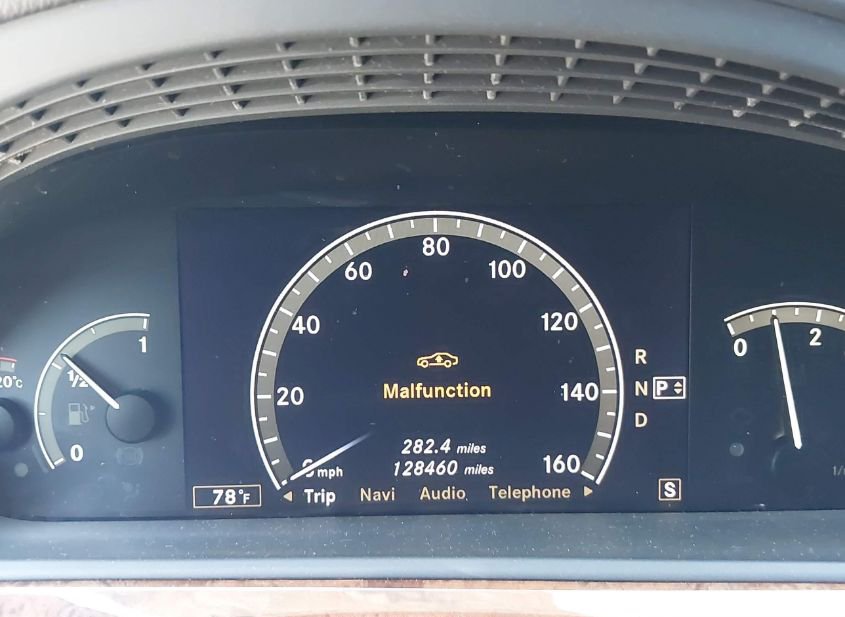 80
60 100
40 120
20 140
160
mph
Malfunction
282.4 miles
128460 miles
Trip Navi Audio Telephone
78°F
R
N P
D
S
1
1/2
0
20°C
0 2